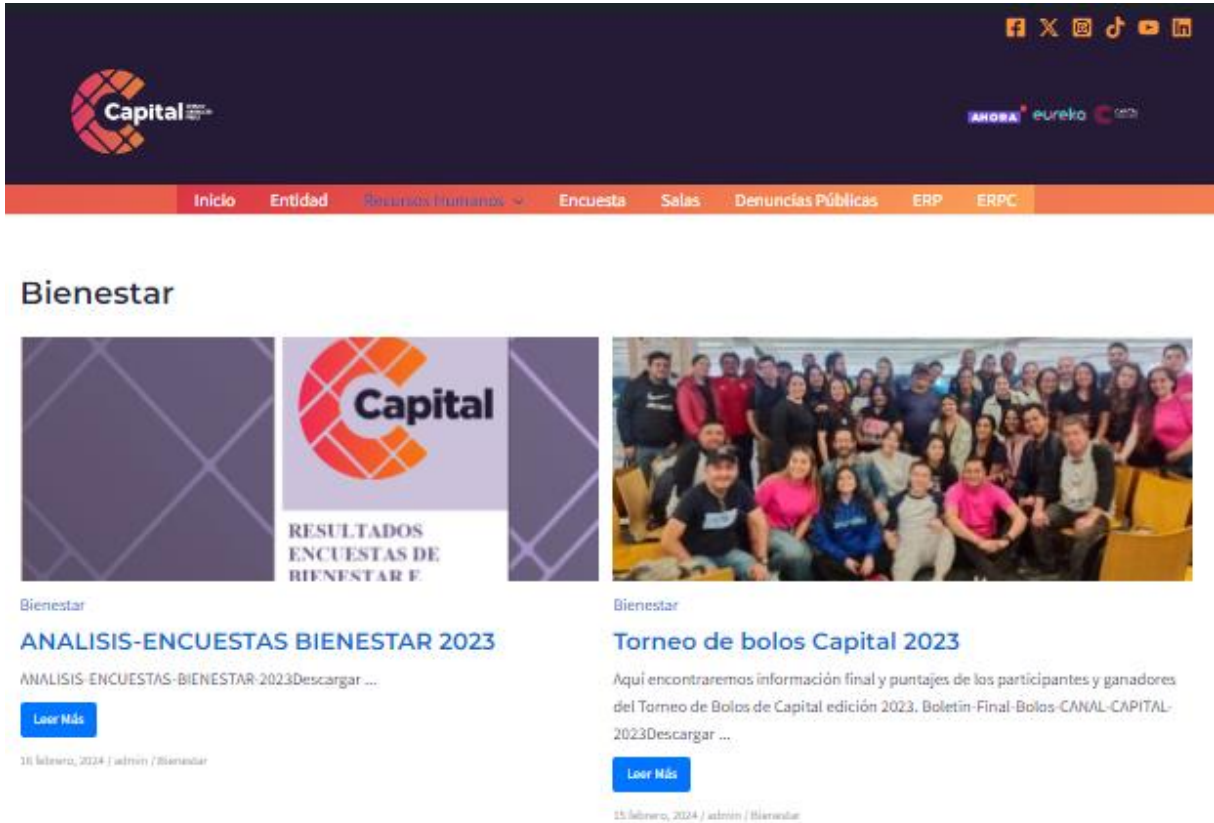 Capital
AHORA eureka
Inicio Entidad Recursos Humanos Encuesta Salas Denuncias Públicas ERP ERPC
Bienestar
Capital
RESULTADOS
ENCUESTAS DE
BIENESTAR E
Bienestar
ANALISIS-ENCUESTAS BIENESTAR 2023
ANALISIS-ENCUESTAS-BIENESTAR-2023Descargar ...
Leer Más
16 febrero, 2024 / admin / Bienestar
Bienestar
Torneo de bolos Capital 2023
Aquí encontraremos información final y puntajes de los participantes y ganadores
del Torneo de Bolos de Capital edición 2023. Boletin-Final-Bolos-CANAL-CAPITAL-
2023Descargar ...
Leer Más
15 febrero, 2024 / admin / Bienestar